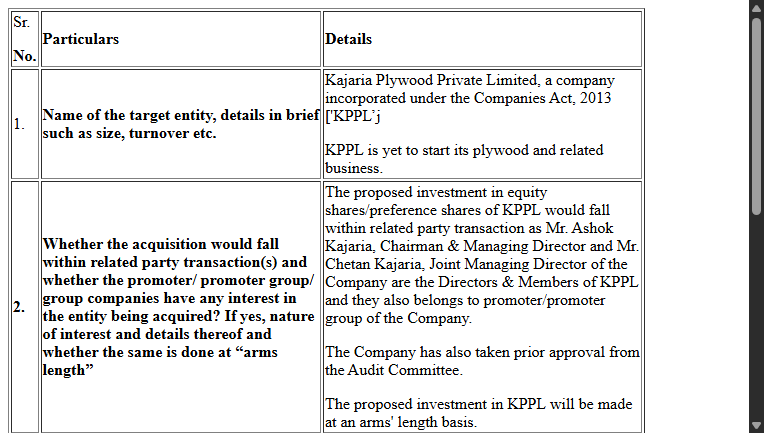 Sr.
No.
Particulars
Details
1.
Name of the target entity, details in brief
such as size, turnover etc.
Kajaria Plywood Private Limited, a company
incorporated under the Companies Act, 2013
['KPPL’j
KPPL is yet to start its plywood and related
business.
2.
Whether the acquisition would fall
within related party transaction(s) and
whether the promoter/ promoter group/
group companies have any interest in
the entity being acquired? If yes, nature
of interest and details thereof and
whether the same is done at “arms
length”
The proposed investment in equity
shares/preference shares of KPPL would fall
within related party transaction as Mr. Ashok
Kajaria, Chairman & Managing Director and Mr.
Chetan Kajaria, Joint Managing Director of the
Company are the Directors & Members of KPPL
and they also belongs to promoter/promoter
group of the Company.
The Company has also taken prior approval from
the Audit Committee.
The proposed investment in KPPL will be made
at an arms' length basis.